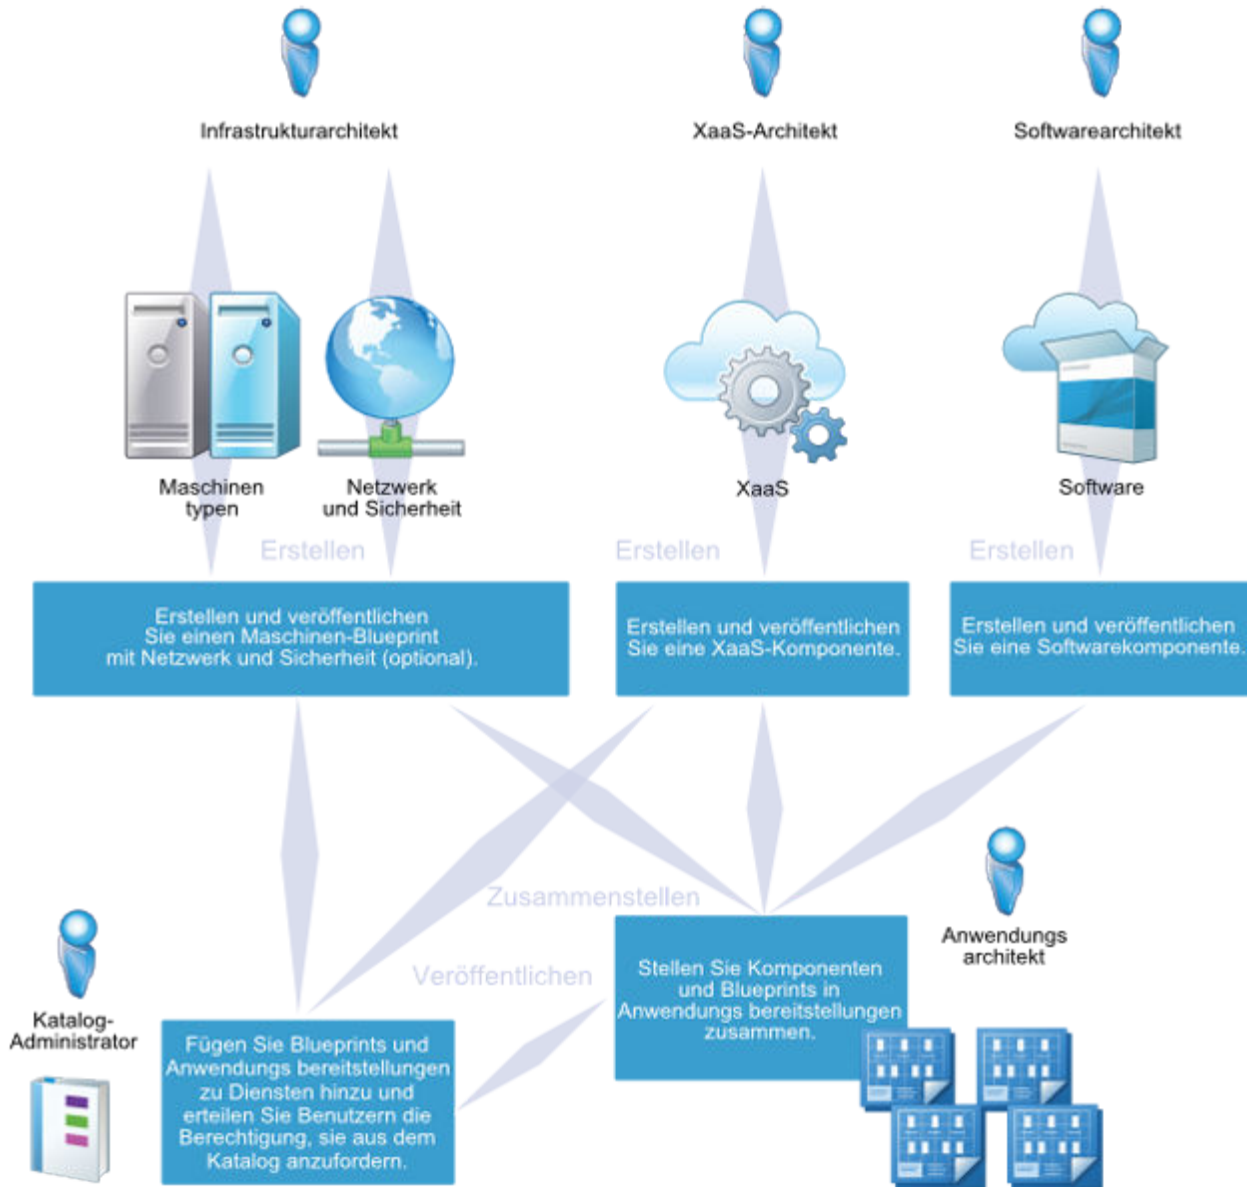 Infrastrukturarchitekt
XaaS-Architekt
Softwarearchitekt
Maschinen
typen
Netzwerk
und Sicherheit
XaaS
Software
Erstellen
Erstellen
Erstellen
Erstellen und veröffentlichen
Sie einen Maschinen-Blueprint
mit Netzwerk und Sicherheit (optional).
Erstellen und veröffentlichen
Sie eine XaaS-Komponente.
Erstellen und veröffentlichen
Sie eine Softwarekomponente.
Zusammenstellen
Veröffentlichen
Anwendungs
architekt
Stellen Sie Komponenten
und Blueprints in
Anwendungs bereitstellungen
zusammen.
Katalog-
Administrator
Fügen Sie Blueprints und
Anwendungs bereitstellungen
zu Diensten hinzu und
erteilen Sie Benutzern die
Berechtigung, sie aus dem
Katalog anzufordern.